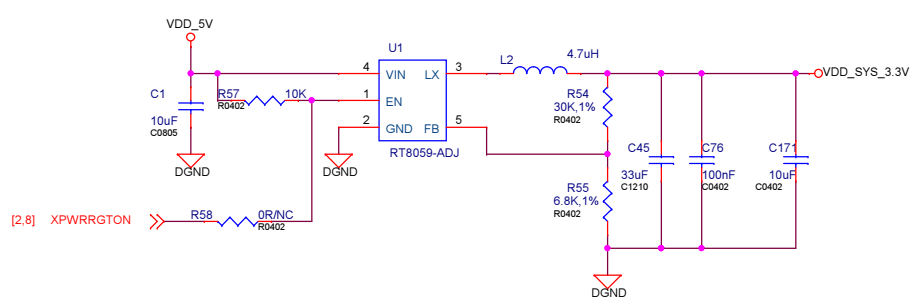 VDD_5V
U1
L2
4.7uH
4
VIN
LX
3
VDD_SYS_3.3V
C1
10uF
C0805
R57
10K
R0402
1
EN
R54
30K,1%
R0402
2
GND
FB
5
RT8059-ADJ
DGND
DGND
C45
33uF
C1210
C76
100nF
C0402
C171
10uF
C0402
R55
6.8K,1%
R0402
[2,8]
XPWRRGTON
R58
0R/NC
R0402
DGND